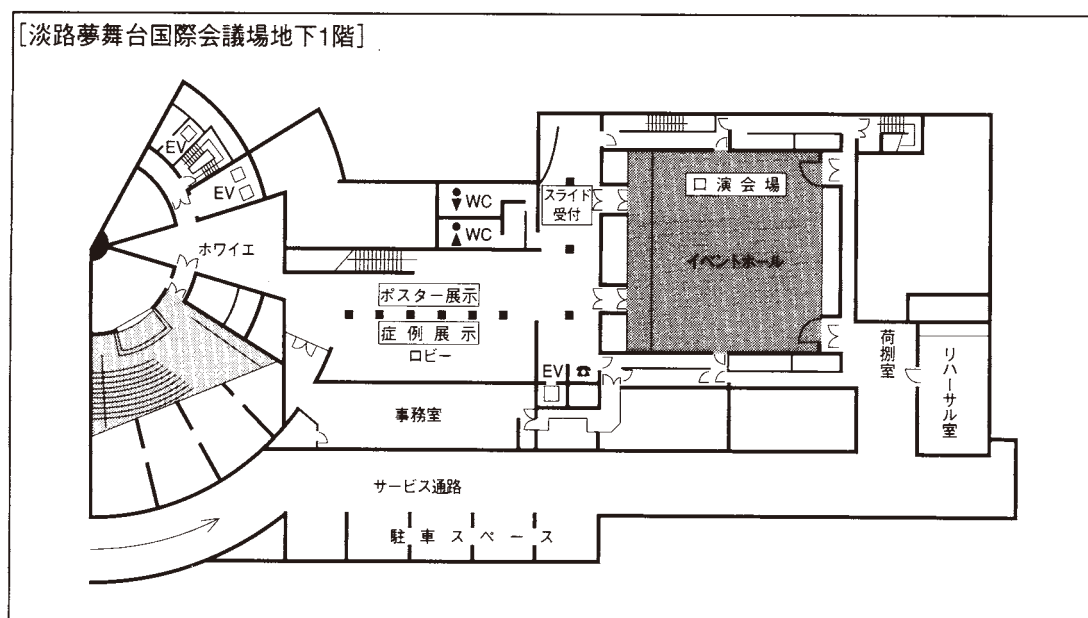 [淡路夢舞台国際会議場地下1階]
EV
EV
ホワイエ
WC
WC
スライド
受付
口演会場
イベントホール
ポスター展示
症例展示
ロビー
EV
☎
事務室
荷捌室
リハーサル室
サービス通路
駐車スペース